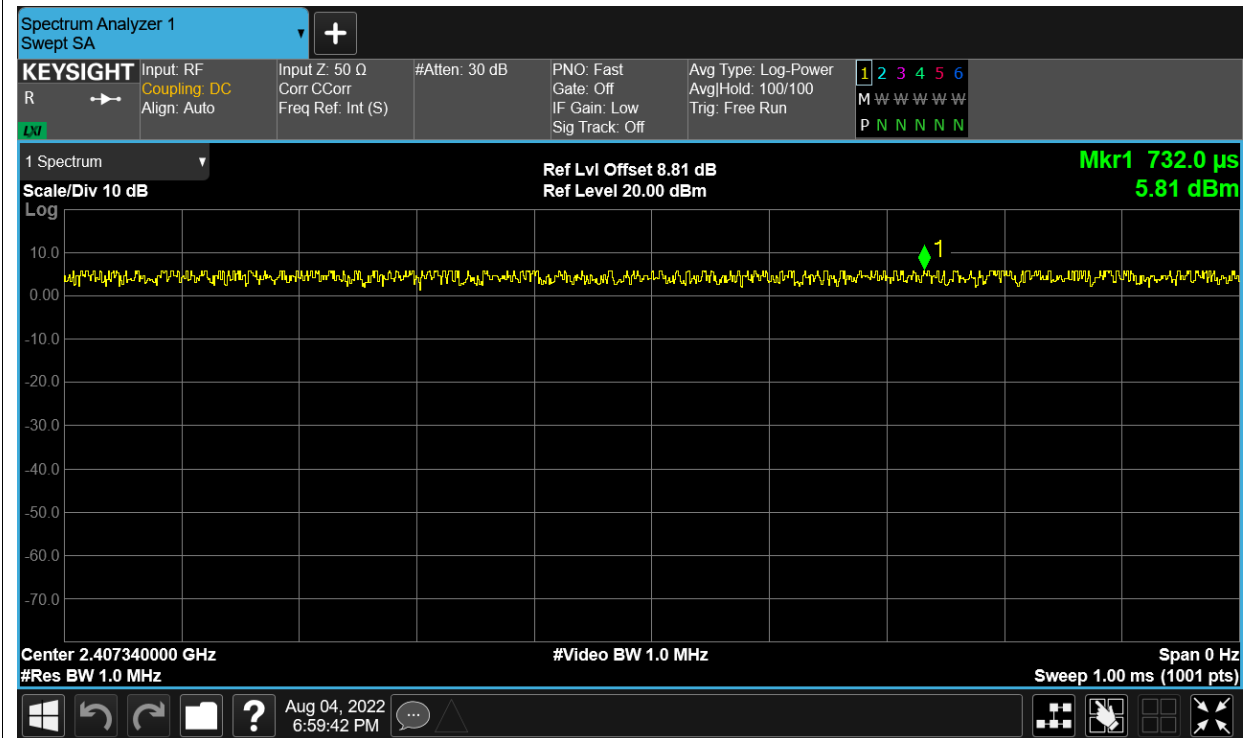 Spectrum Analyzer 1
Swept SA
KEYSIGHT
R
LXI
Input: RF
Coupling: DC
Align: Auto
Input Z: 50 Ω
Corr CCorr
Freq Ref: Int (S)
#Atten: 30 dB
PNO: Fast
Gate: Off
IF Gain: Low
Sig Track: Off
Avg Type: Log-Power
Avg|Hold: 100/100
Trig: Free Run
1 2 3 4 5 6
M W W W W W
P N N N N N
1 Spectrum
Scale/Div 10 dB
Log
Ref Lvl Offset 8.81 dB
Ref Level 20.00 dBm
Mkr1 732.0 µs
5.81 dBm
10.0
1
0.00
-10.0
-20.0
-30.0
-40.0
-50.0
-60.0
-70.0
Center 2.407340000 GHz
#Res BW 1.0 MHz
#Video BW 1.0 MHz
Span 0 Hz
Sweep 1.00 ms (1001 pts)
?
Aug 04, 2022
6:59:42 PM